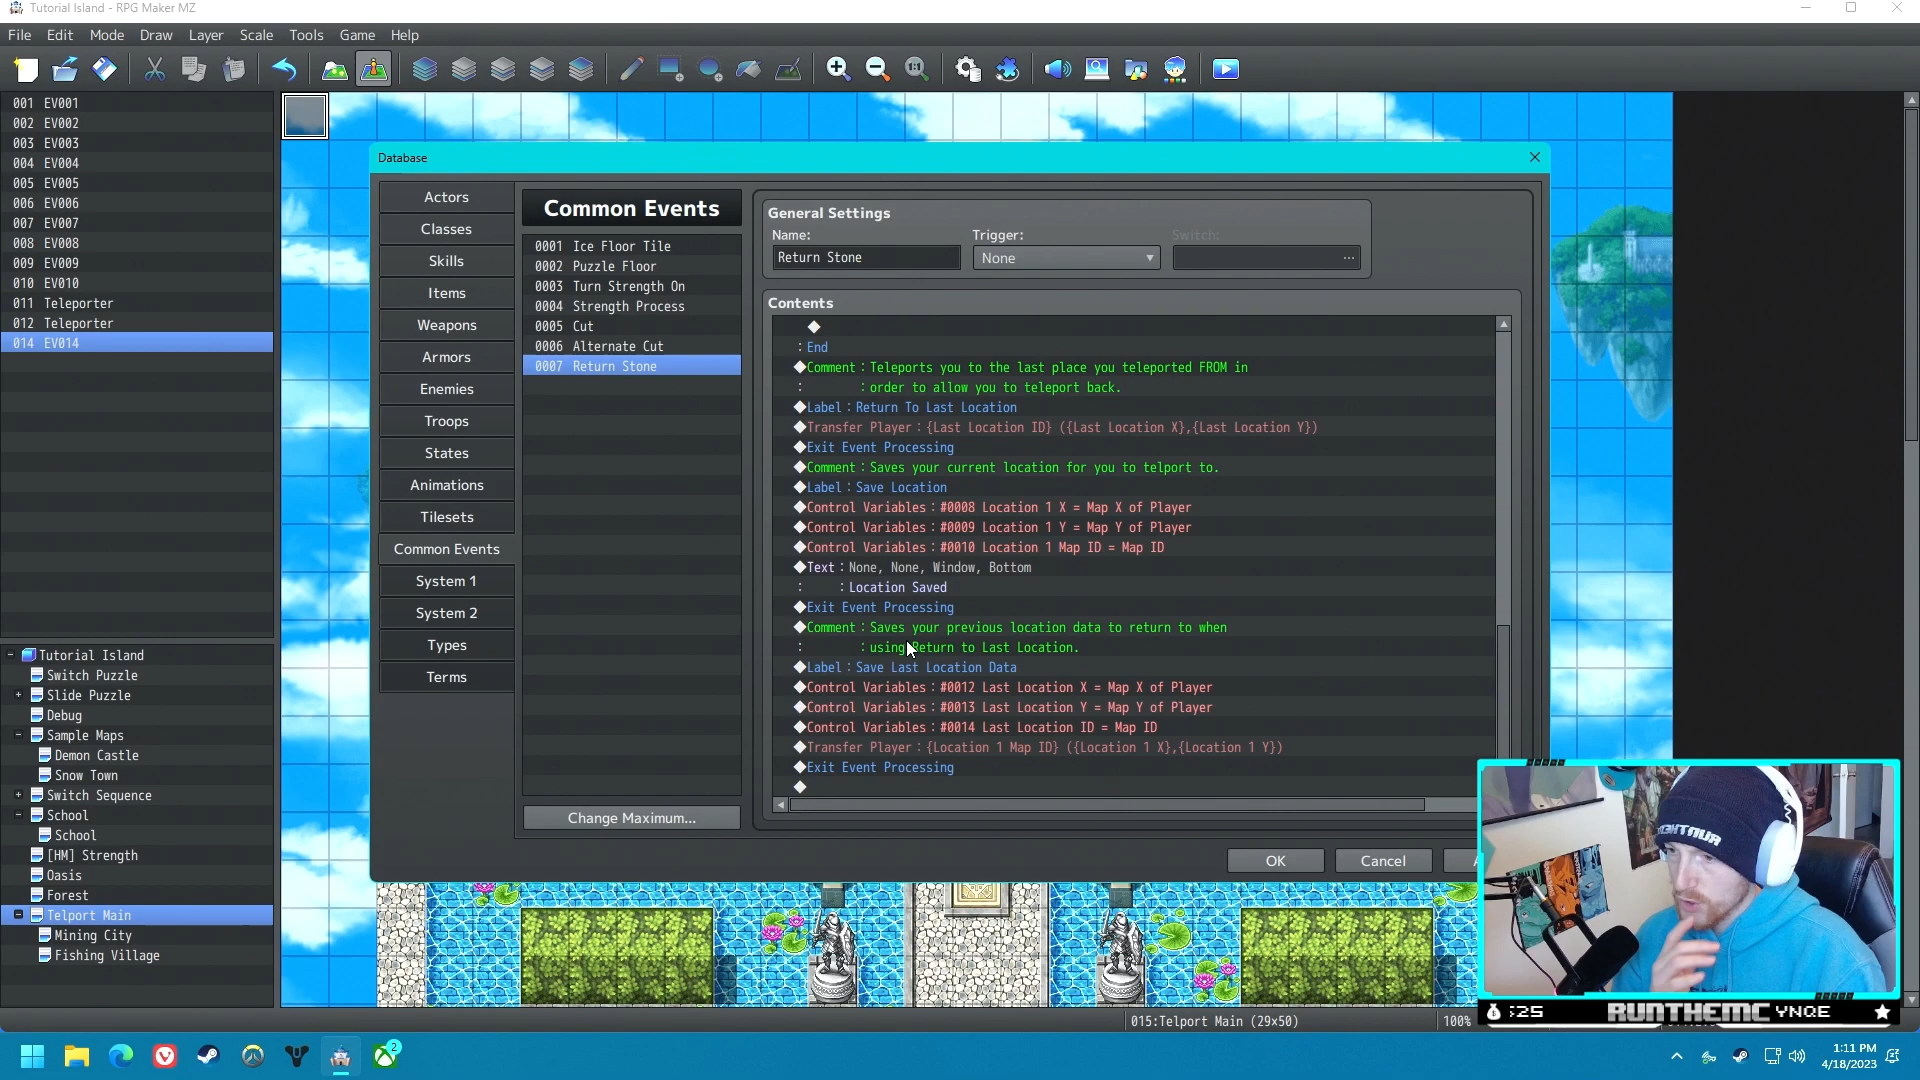 Tutorial Island - RPG Maker MZ
File Edit Mode Draw Layer Scale Tools Game Help
1:1
001 EV001
002 EV002
003 EV003
004 EV004
005 EV005
006 EV006
007 EV007
008 EV008
009 EV009
010 EV010
011 Teleporter
012 Teleporter
014 EV014
Tutorial Island
Switch Puzzle
Slide Puzzle
Debug
Sample Maps
Demon Castle
Snow Town
Switch Sequence
School
School
[HM] Strength
Oasis
Forest
Telport Main
Mining City
Fishing Village
Database
Actors
Classes
Skills
Items
Weapons
Armors
Enemies
Troops
States
Animations
Tilesets
Common Events
System 1
System 2
Types
Terms
Common Events
0001 Ice Floor Tile
0002 Puzzle Floor
0003 Turn Strength On
0004 Strength Process
0005 Cut
0006 Alternate Cut
0007 Return Stone
Change Maximum...
General Settings
Name: Trigger: Switch:
Return Stone None ...
Contents
◆
: End
◆Comment : Teleports you to the last place you teleported FROM in
: : order to allow you to teleport back.
◆Label : Return To Last Location
◆Transfer Player : {Last Location ID} ({Last Location X},{Last Location Y})
◆Exit Event Processing
◆Comment : Saves your current location for you to telport to.
◆Label : Save Location
◆Control Variables : #0008 Location 1 X = Map X of Player
◆Control Variables : #0009 Location 1 Y = Map Y of Player
◆Control Variables : #0010 Location 1 Map ID = Map ID
◆Text : None, None, Window, Bottom
: : Location Saved
◆Exit Event Processing
◆Comment : Saves your previous location data to return to when
: : using Return to Last Location.
◆Label : Save Last Location Data
◆Control Variables : #0012 Last Location X = Map X of Player
◆Control Variables : #0013 Last Location Y = Map Y of Player
◆Control Variables : #0014 Last Location ID = Map ID
◆Transfer Player : {Location 1 Map ID} ({Location 1 X},{Location 1 Y})
◆Exit Event Processing
◆
OK Cancel
015:Telport Main (29x50) 100%
RUNTHEMC
2
1:11 PM
4/18/2023